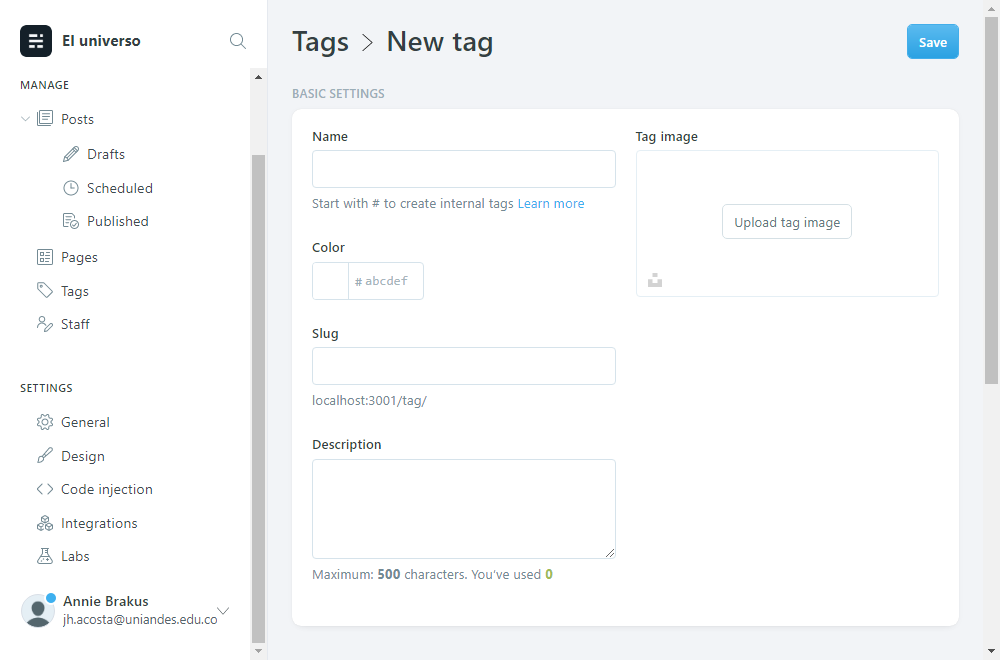 El universo
MANAGE
Posts
Drafts
Scheduled
Published
Pages
Tags
Staff
SETTINGS
General
Design
Code injection
Integrations
Labs
Annie Brakus
jh.acosta@uniandes.edu.co
Tags > New tag
Save
BASIC SETTINGS
Name
Start with # to create internal tags Learn more
Color
# abcdef
Slug
localhost:3001/tag/
Description
Maximum: 500 characters. You've used 0
Tag image
Upload tag image